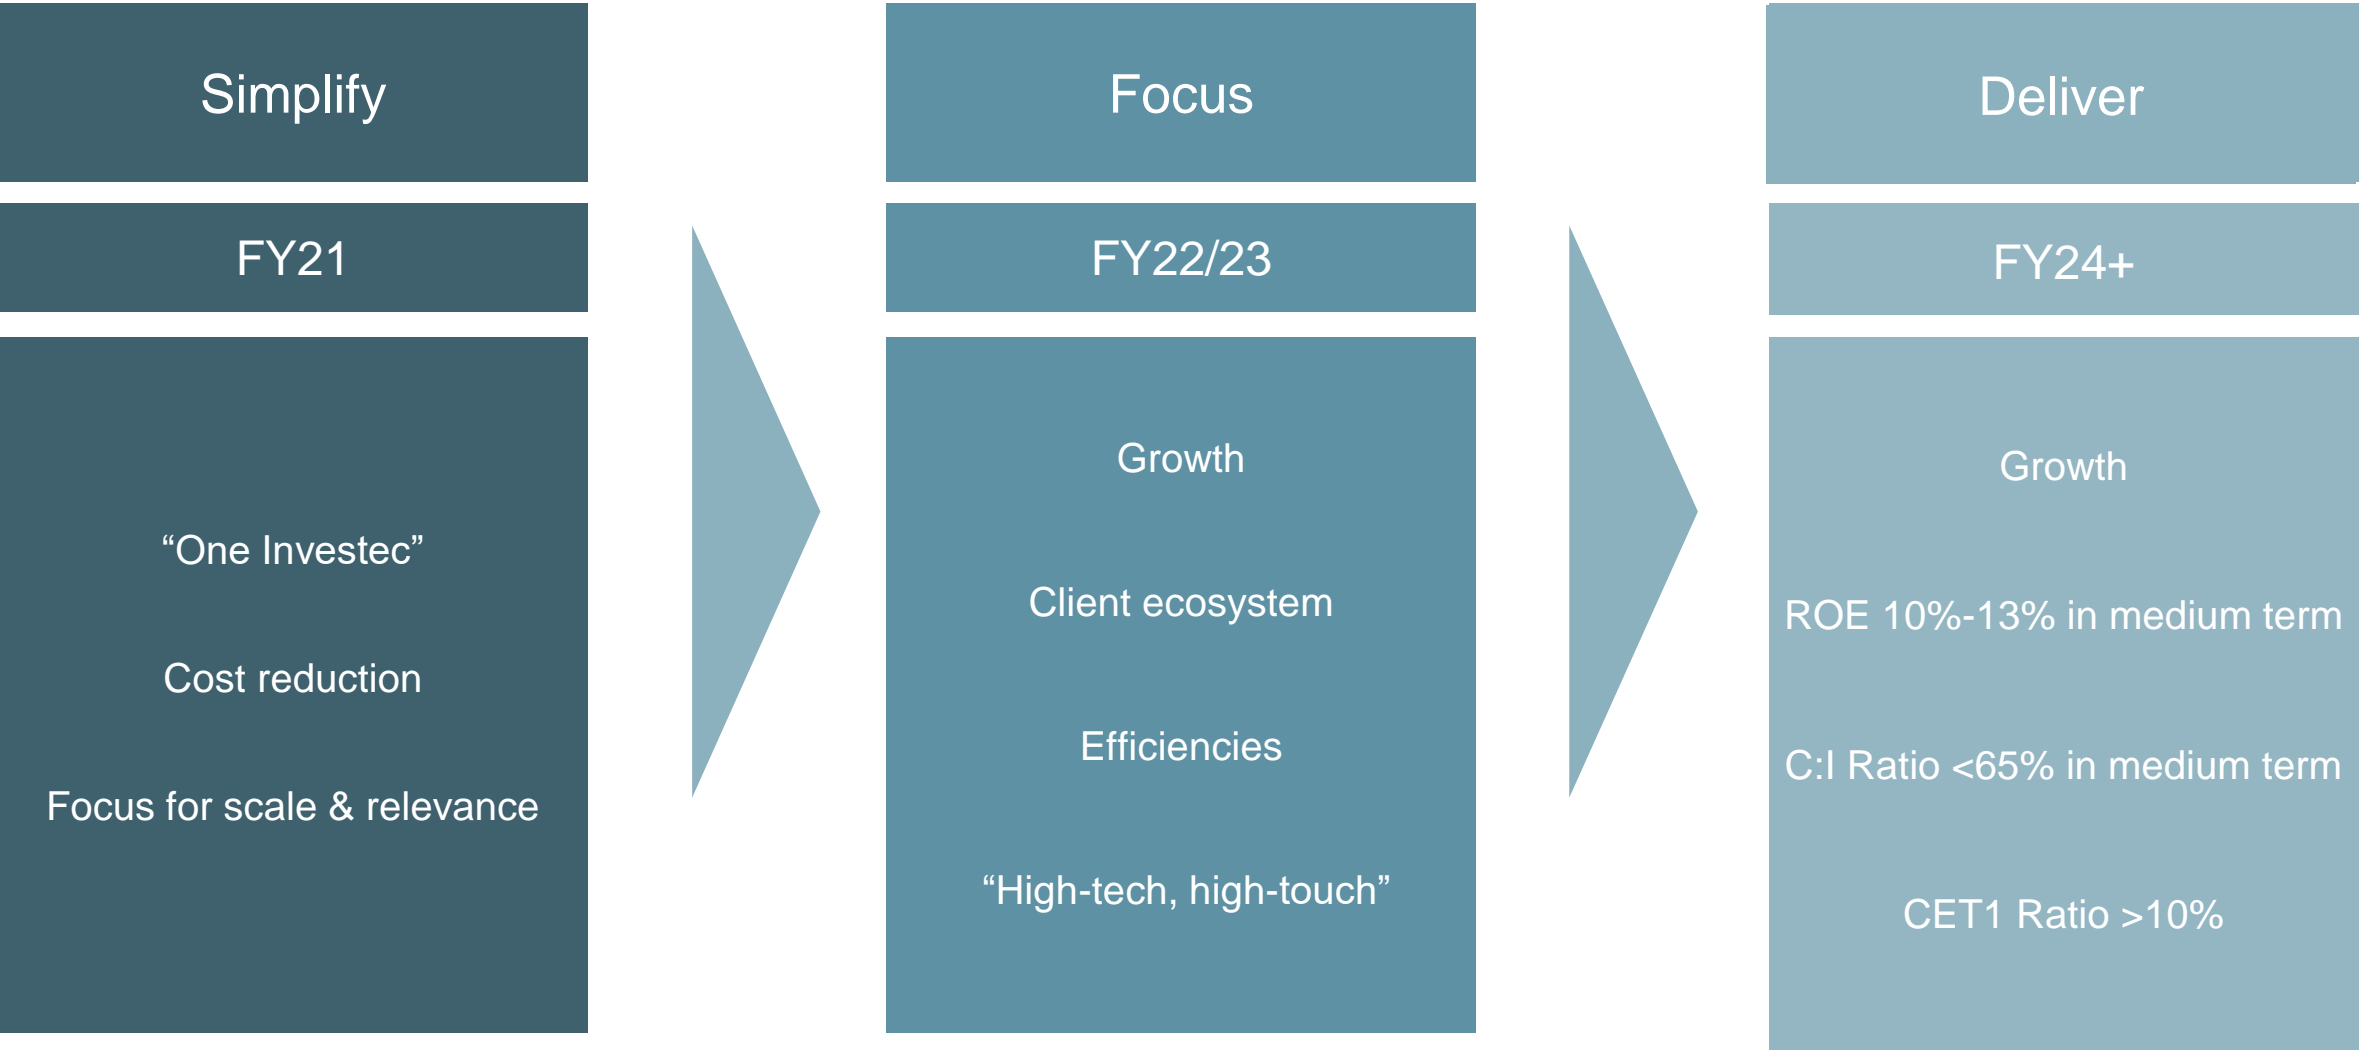 Simplify
FY21
“One Investec”
Cost reduction
Focus for scale & relevance
Focus
FY22/23
Growth
Client ecosystem
Efficiencies
“High-tech, high-touch”
Deliver
FY24+
Growth
ROE 10%-13% in medium term
C:I Ratio <65% in medium term
CET1 Ratio >10%